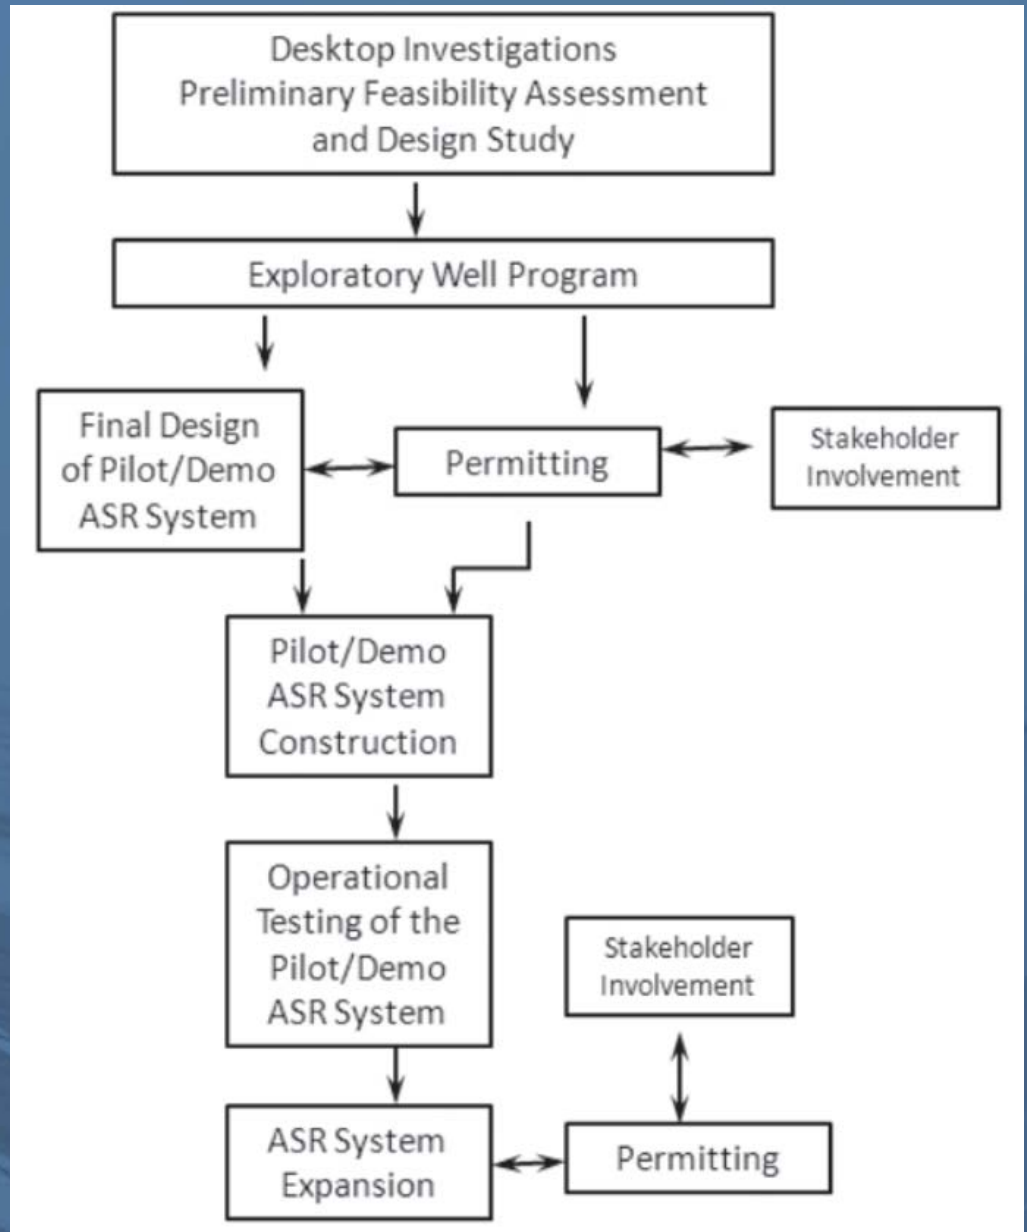 Desktop Investigations
Preliminary Feasibility Assessment
and Design Study
Exploratory Well Program
Final Design
of Pilot/Demo
ASR System
Permitting
Stakeholder
Involvement
Pilot/Demo
ASR System
Construction
Operational
Testing of the
Pilot/Demo
ASR System
Stakeholder
Involvement
ASR System
Expansion
Permitting